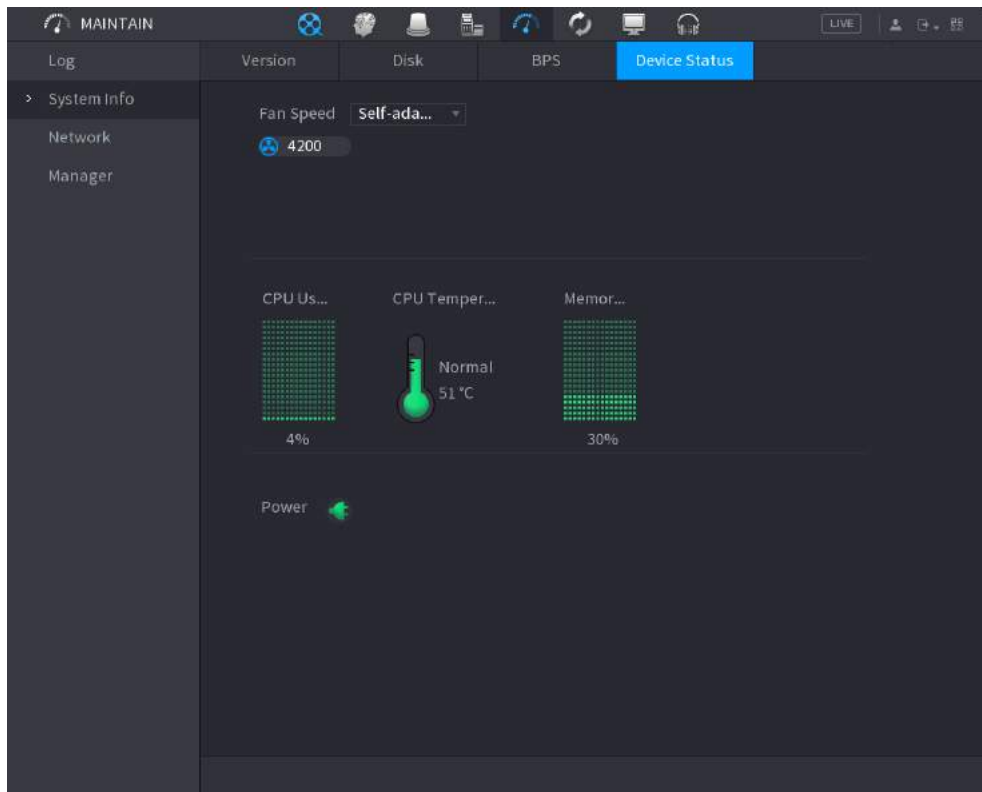 MAINTAIN
LIVE
Log
Version
Disk
BPS
Device Status
> System Info
Network
Manager
Fan Speed
Self-ada...
4200
CPU Us...
CPU Temper...
Memor...
Normal
51 °C
4%
30%
Power